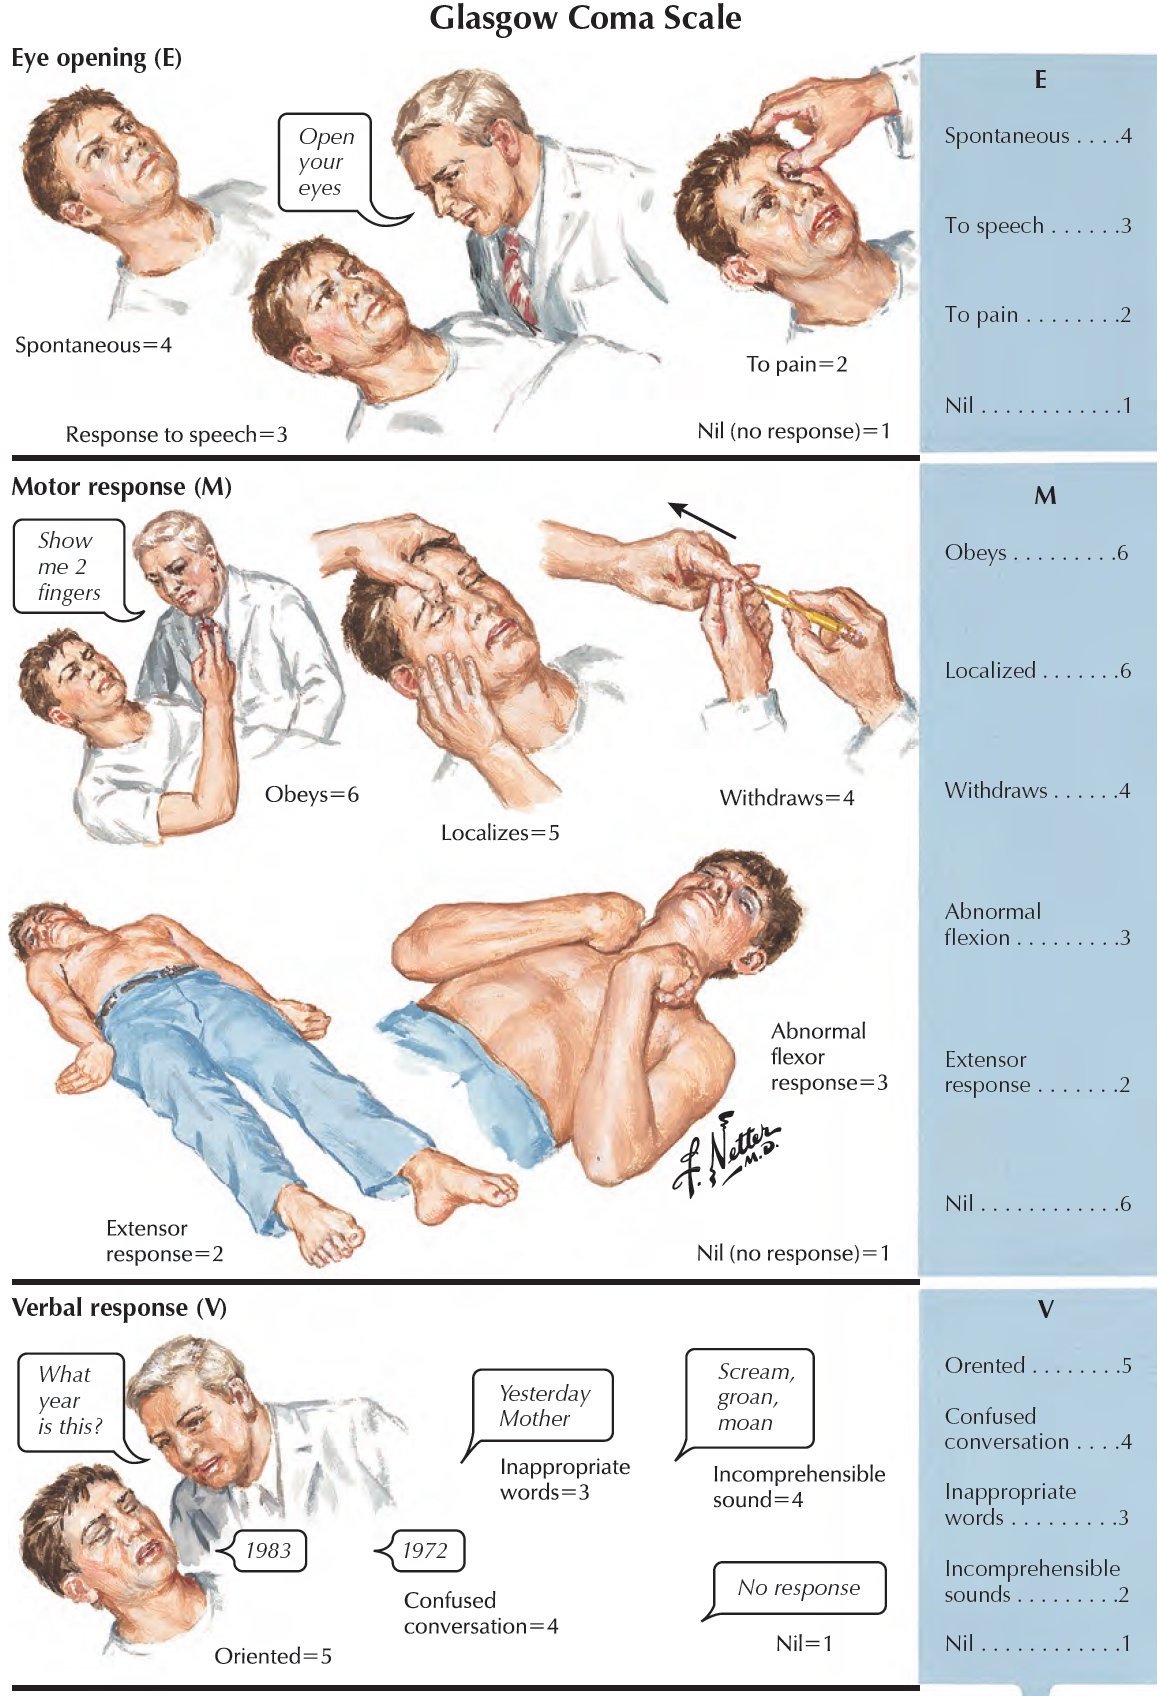 Glasgow Coma Scale
Eye opening (E)
Open
your
eyes
Spontaneous=4
Response to speech=3
To pain=2
Nil (no response)=1
E
Spontaneous . . . .4
To speech . . . . . .3
To pain . . . . . . . .2
Nil . . . . . . . . . . . .1
Motor response (M)
Show
me 2
fingers
Obeys=6
Localizes=5
Withdraws=4
Extensor
response=2
Abnormal
flexor
response=3
F. Netter
M.D.
Nil (no response)=1
M
Obeys . . . . . . . . .6
Localized . . . . . . .6
Withdraws . . . . . .4
Abnormal
flexion . . . . . . . . .3
Extensor
response . . . . . . .2
Nil . . . . . . . . . . . .6
Verbal response (V)
What
year
is this?
1983
Oriented=5
1972
Confused
conversation=4
Yesterday
Mother
Inappropriate
words=3
Scream,
groan,
moan
Incomprehensible
sound=4
No response
Nil=1
V
Orented . . . . . . . .5
Confused
conversation . . . .4
Inappropriate
words . . . . . . . . .3
Incomprehensible
sounds . . . . . . . . .2
Nil . . . . . . . . . . . .1